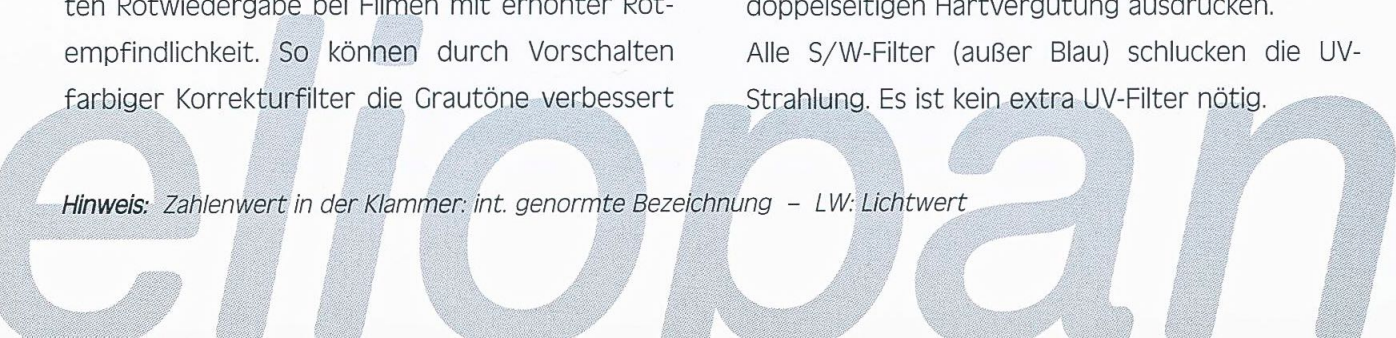 ten Rotwiedergabe bei Filmen mit erhöhter Rot-
empfindlichkeit. So können durch Vorschalten
farbiger Korrekturfilter die Grautöne verbessert
doppelseitigen Hartvergütung ausdrücken.
Alle S/W-Filter (außer Blau) schlucken die UV-
Strahlung. Es ist kein extra UV-Filter nötig.
Hinweis: Zahlenwert in der Klammer: int. genormte Bezeichnung – LW: Lichtwert
eliopan